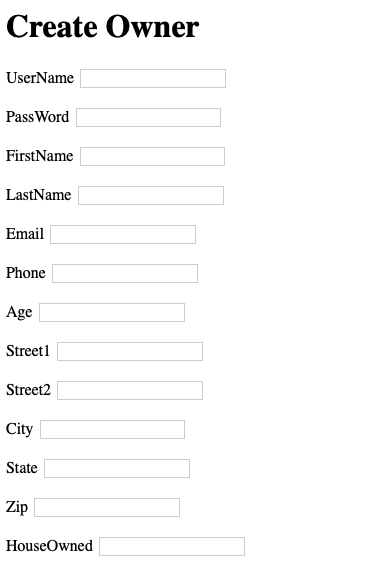 Create Owner
UserName
PassWord
FirstName
LastName
Email
Phone
Age
Street1
Street2
City
State
Zip
HouseOwned